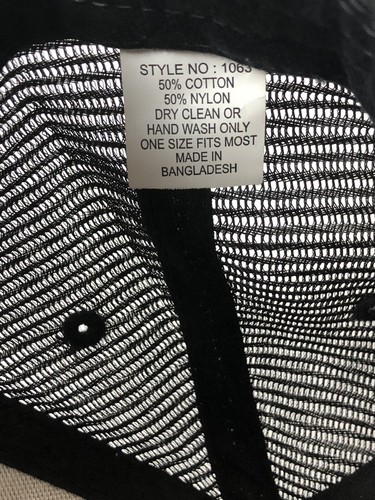 STYLE NO : 1063
50% COTTON
50% NYLON
DRY CLEAN OR
HAND WASH ONLY
ONE SIZE FITS MOST
MADE IN
BANGLADESH